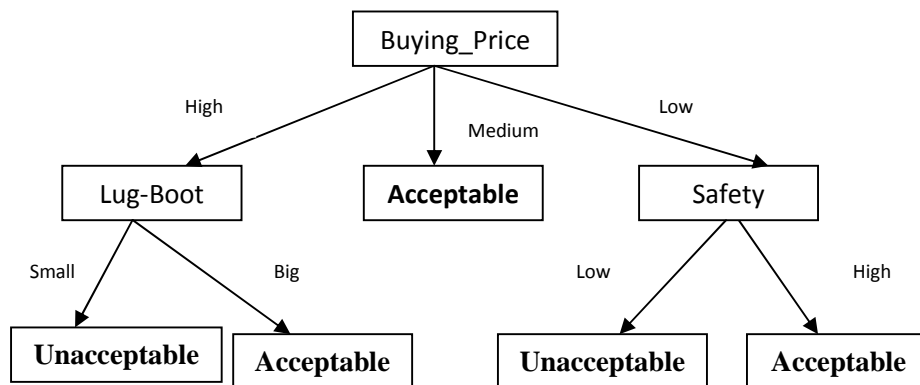 Buying_Price
High
Medium
Low
Lug-Boot
Acceptable
Safety
Small
Big
Low
High
Unacceptable
Acceptable
Unacceptable
Acceptable